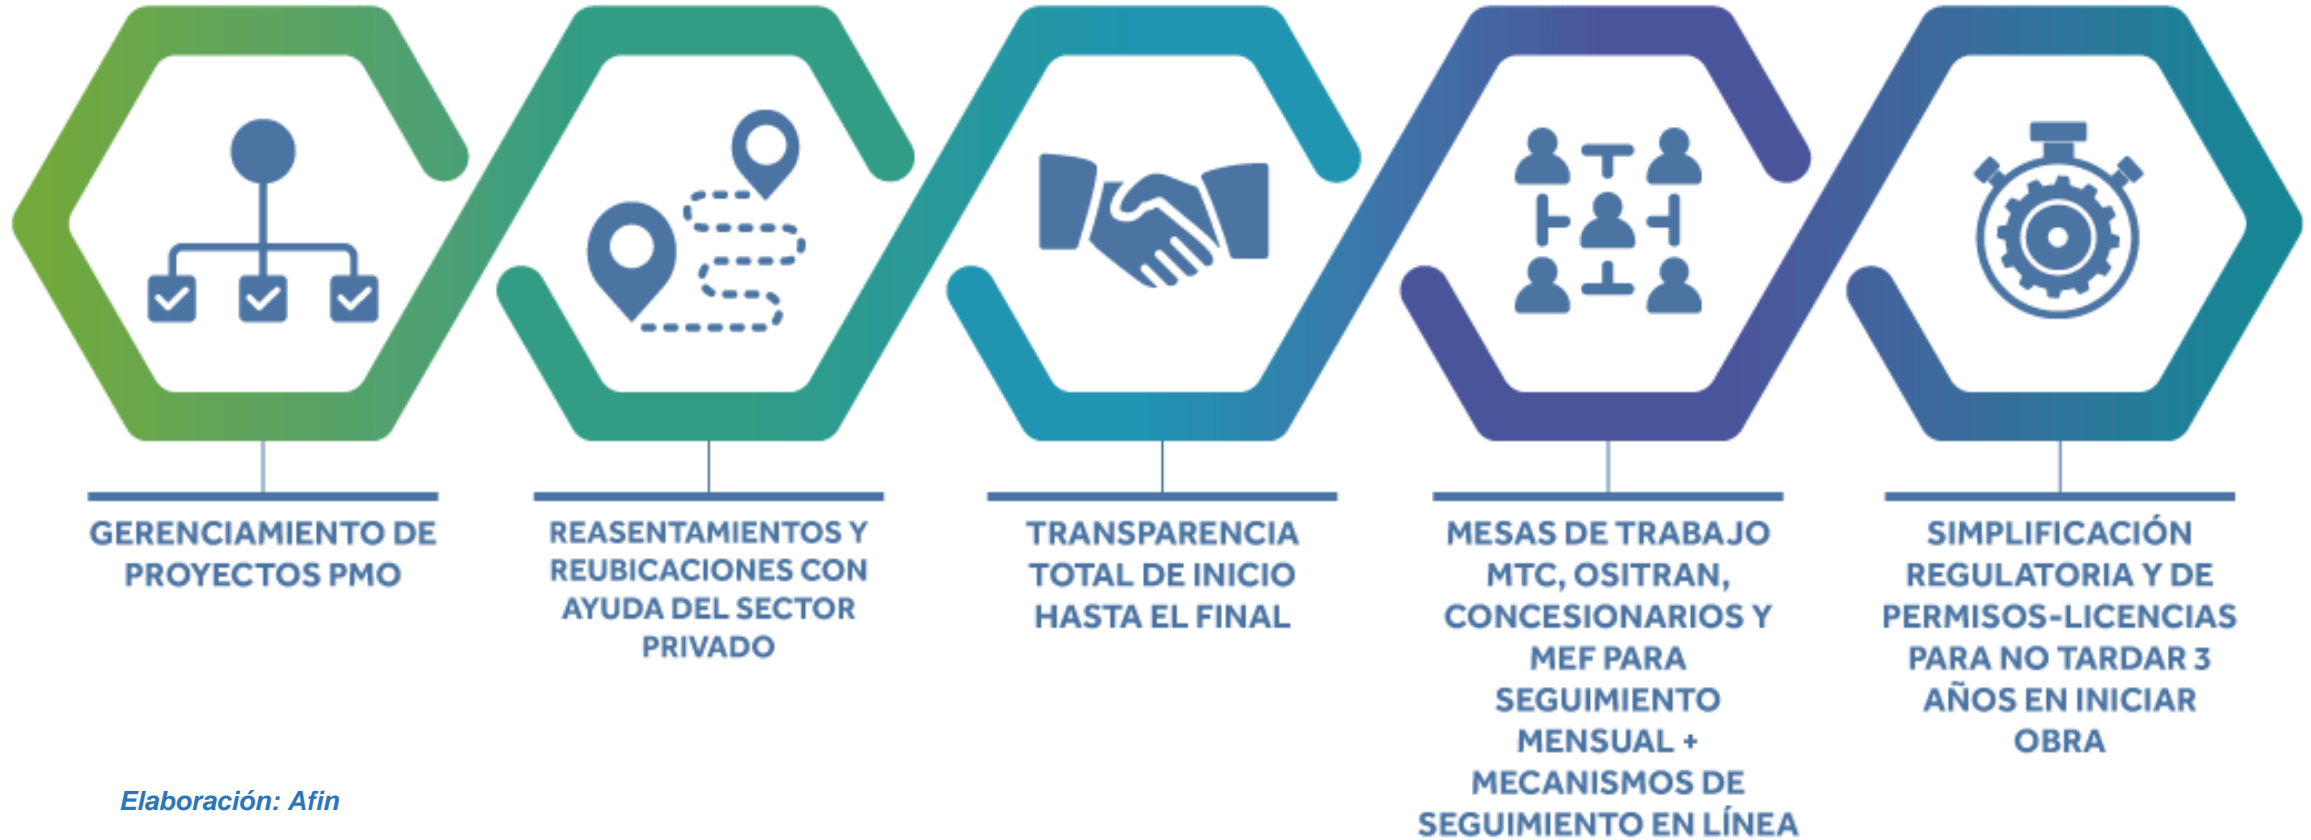 GERENCIAMIENTO DE
PROYECTOS PMO
REASENTAMIENTOS Y
REUBICACIONES CON
AYUDA DEL SECTOR
PRIVADO
TRANSPARENCIA
TOTAL DE INICIO
HASTA EL FINAL
MESAS DE TRABAJO
MTC, OSITRAN,
CONCESIONARIOS Y
MEF PARA
SEGUIMIENTO
MENSUAL +
MECANISMOS DE
SEGUIMIENTO EN LÍNEA
SIMPLIFICACIÓN
REGULATORIA Y DE
PERMISOS-LICENCIAS
PARA NO TARDAR 3
AÑOS EN INICIAR
OBRA
Elaboración: Afin